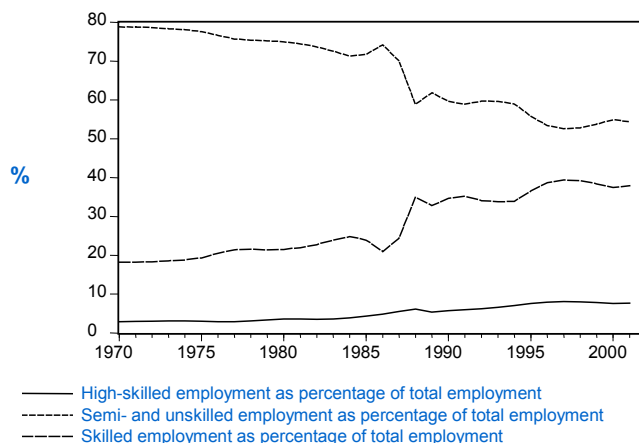 80
70
60
50
40
30
20
10
0
%
1970 1975 1980 1985 1990 1995 2000
High-skilled employment as percentage of total employment
Semi- and unskilled employment as percentage of total employment
Skilled employment as percentage of total employment